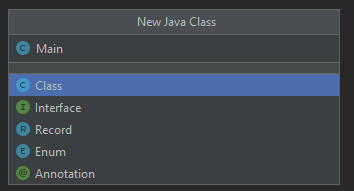 New Java Class
C Main
C Class
I Interface
R Record
E Enum
@ Annotation